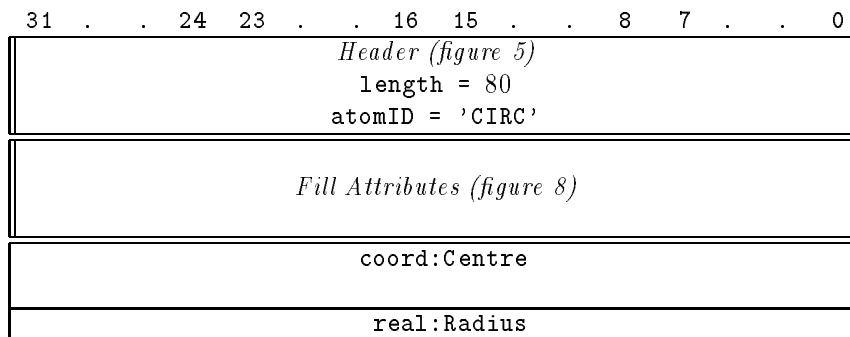 31 . . 24 23 . . 16 15 . . 8 7 . . 0
Header (figure 5)
length = 80
atomID = 'CIRC'
Fill Attributes (figure 8)
coord:Centre
real:Radius